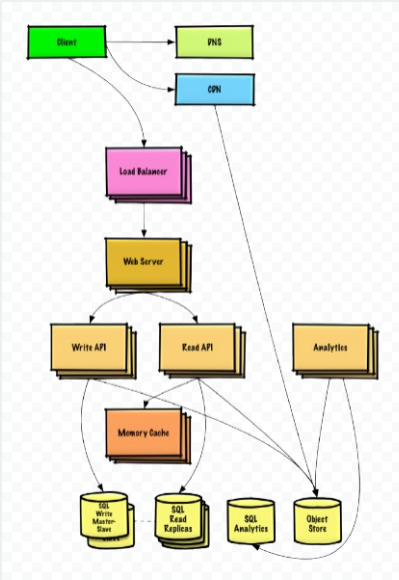 Client
DNS
CDN
Load Balancer
Web Server
Write API
Read API
Analytics
Memory Cache
SQL
Write
Master-
Slave
SQL
Read
Replicas
SQL
Analytics
Object
Store